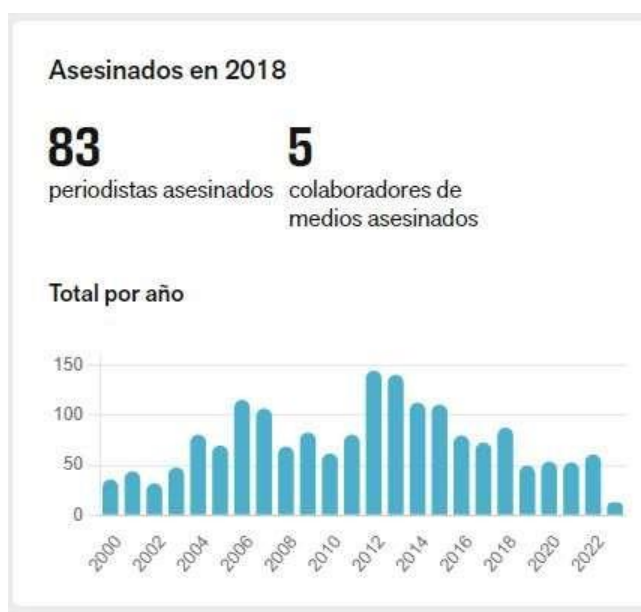 Asesinados en 2018
83 5
periodistas asesinados colaboradores de
medios asesinados
Total por año
150
100
50
0
2000 2002 2004 2006 2008 2010 2012 2014 2016 2018 2020 2022